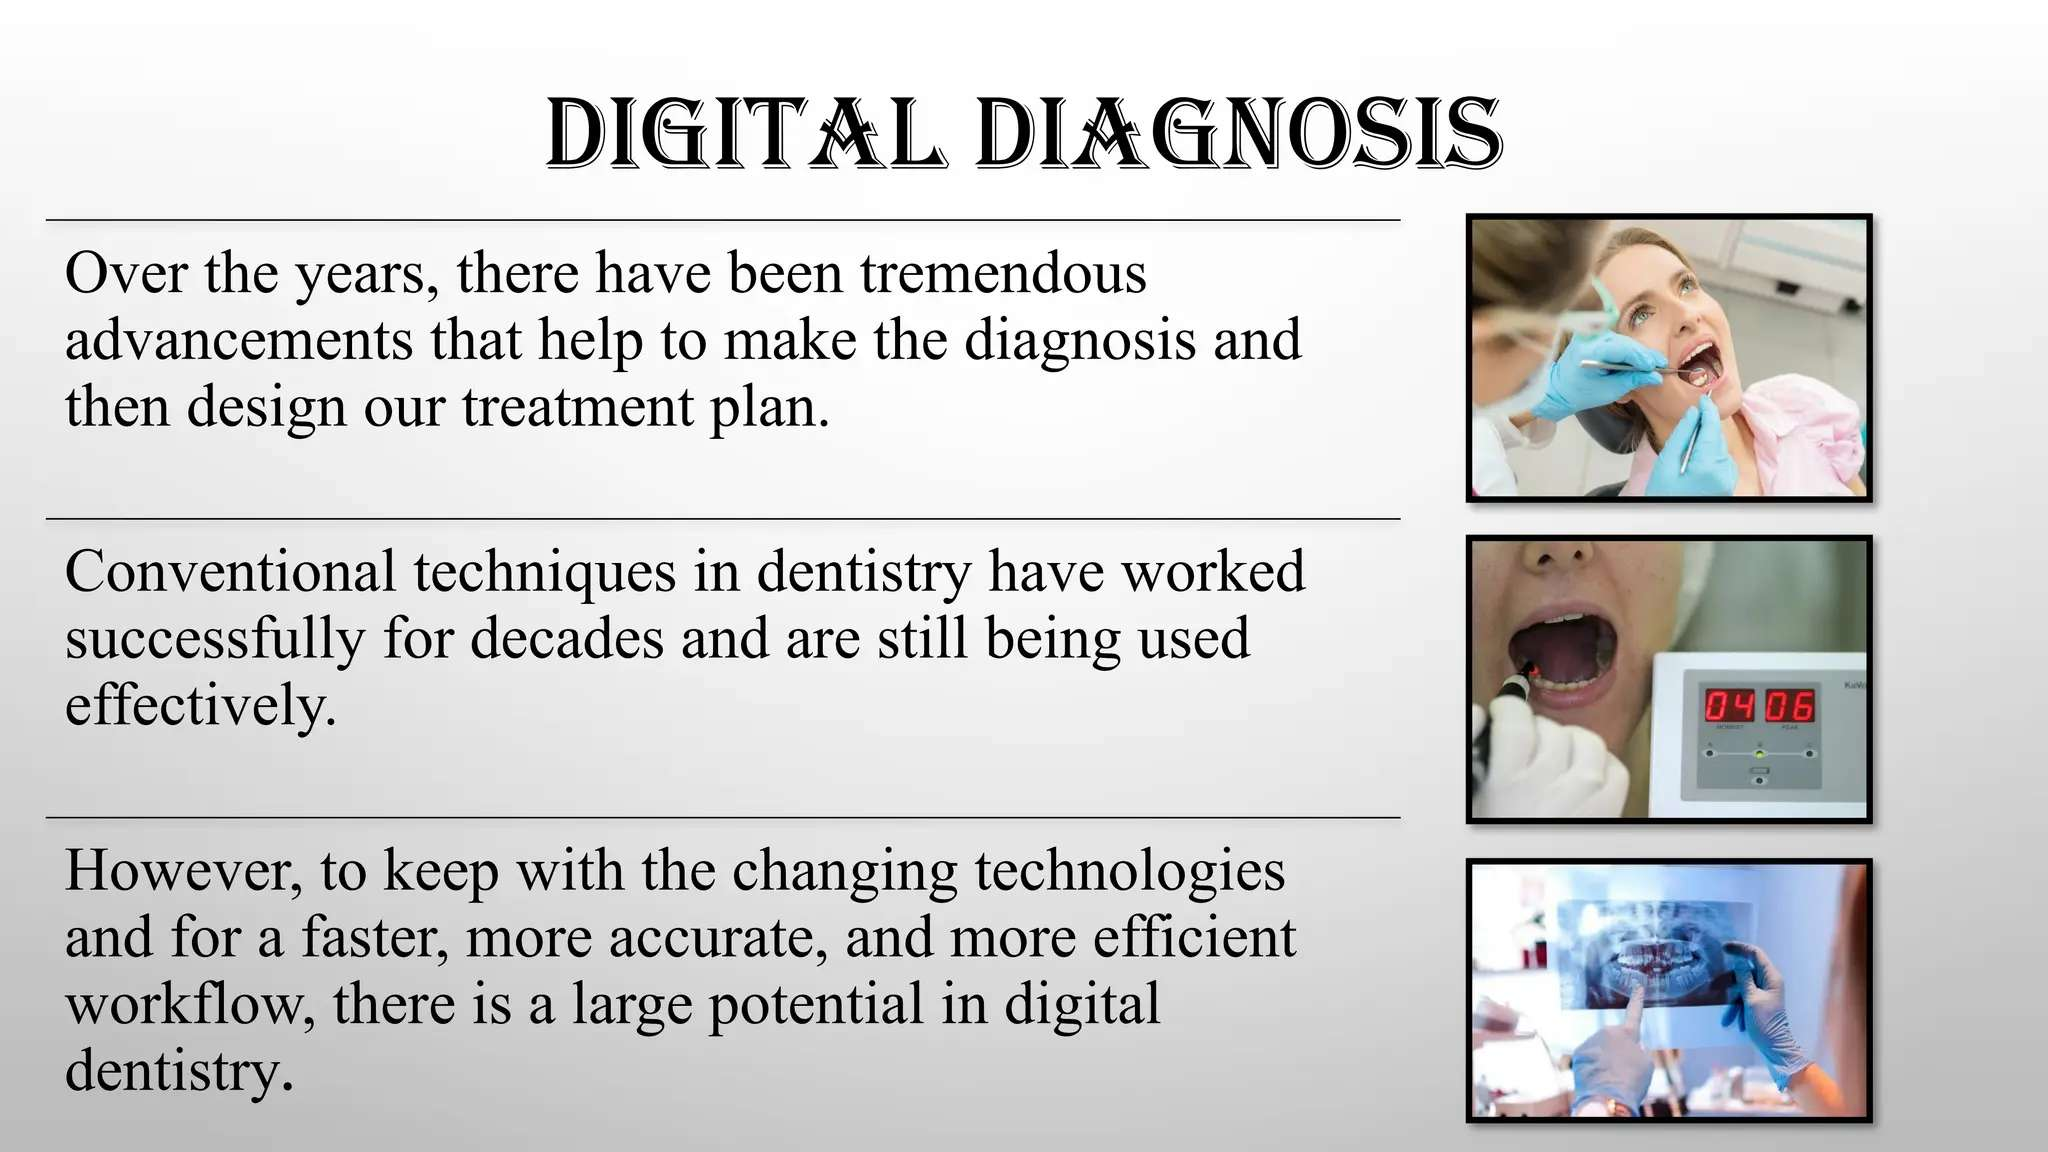 DIGITAL DIAGNOSIS
Over the years, there have been tremendous
advancements that help to make the diagnosis and
then design our treatment plan.
Conventional techniques in dentistry have worked
successfully for decades and are still being used
effectively.
However, to keep with the changing technologies
and for a faster, more accurate, and more efficient
workflow, there is a large potential in digital
dentistry.
04 06
MOMENT PEAK